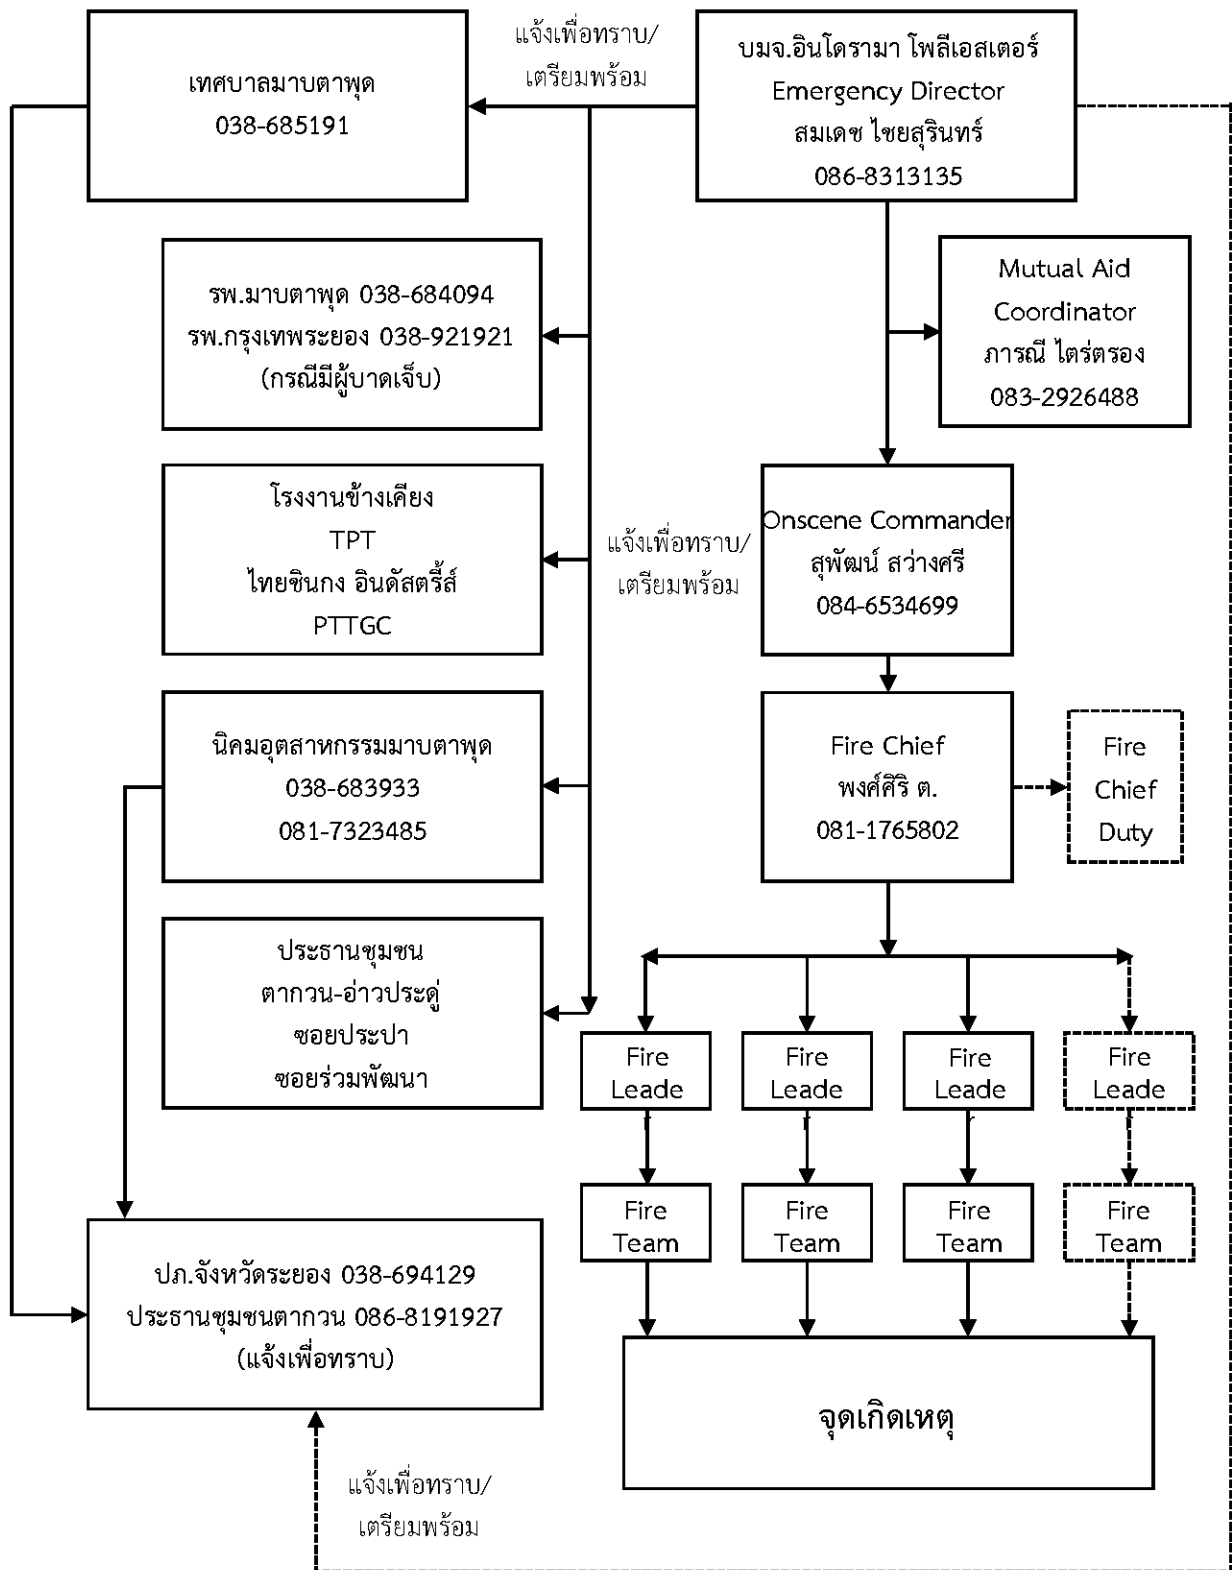 เทศบาลมาบตาพุด
038-685191
แจ้งเพื่อทราบ/
เตรียมพร้อม
บมจ.อินโดรามา โพลีเอสเตอร์
Emergency Director
สมเดช ไชยสุรินทร์
086-8313135
รพ.มาบตาพุด 038-684094
รพ.กรุงเทพระยอง 038-921921
(กรณีมีผู้บาดเจ็บ)
Mutual Aid
Coordinator
ภารณี ไตร่ตรอง
083-2926488
โรงงานข้างเคียง
TPT
ไทยชินกง อินดัสตรี้ส์
PTTGC
แจ้งเพื่อทราบ/
เตรียมพร้อม
Onscene Commander
สุพัฒน์ สว่างศรี
084-6534699
นิคมอุตสาหกรรมมาบตาพุด
038-683933
081-7323485
Fire Chief
พงศ์ศิริ ต.
081-1765802
Fire
Chief
Duty
ประธานชุมชน
ตากวน-อ่าวประดู่
ซอยประปา
ซอยร่วมพัฒนา
Fire
Leade
r
Fire
Leade
r
Fire
Leade
r
Fire
Leade
r
Fire
Team
Fire
Team
Fire
Team
Fire
Team
ปภ.จังหวัดระยอง 038-694129
ประธานชุมชนตากวน 086-8191927
(แจ้งเพื่อทราบ)
จุดเกิดเหตุ
แจ้งเพื่อทราบ/
เตรียมพร้อม